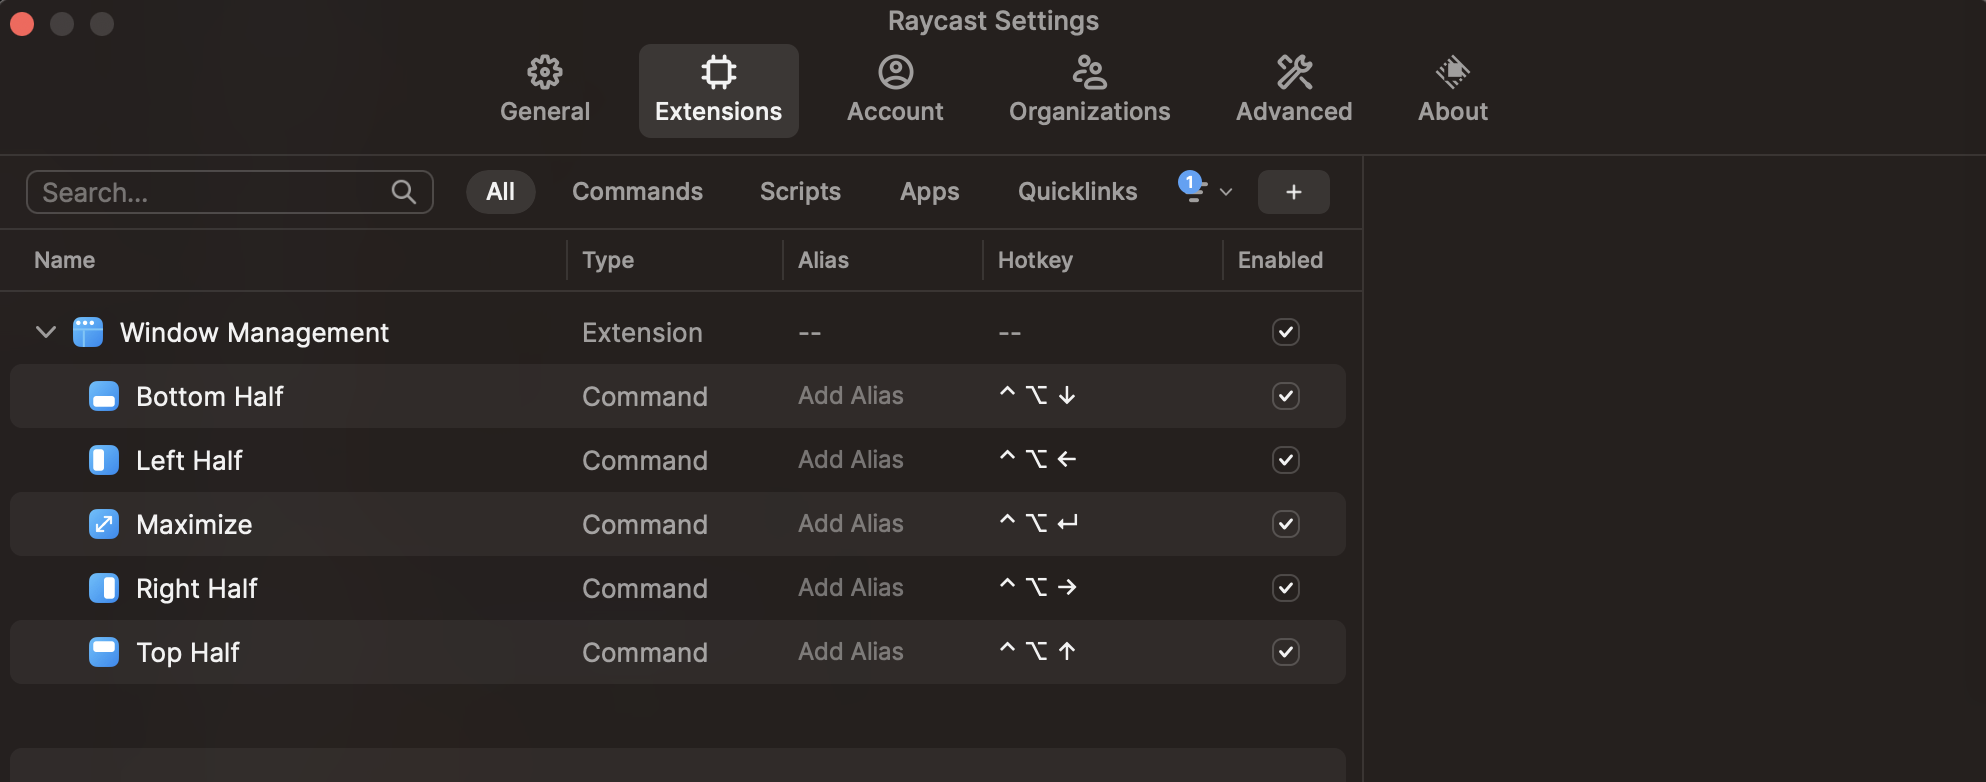 Raycast Settings
General Extensions Account Organizations Advanced About
Search... All Commands Scripts Apps Quicklinks 1 +
Name Type Alias Hotkey Enabled
Window Management Extension -- --
Bottom Half Command Add Alias ^ ⌥ ↓
Left Half Command Add Alias ^ ⌥ ←
Maximize Command Add Alias ^ ⌥ ↵
Right Half Command Add Alias ^ ⌥ →
Top Half Command Add Alias ^ ⌥ ↑